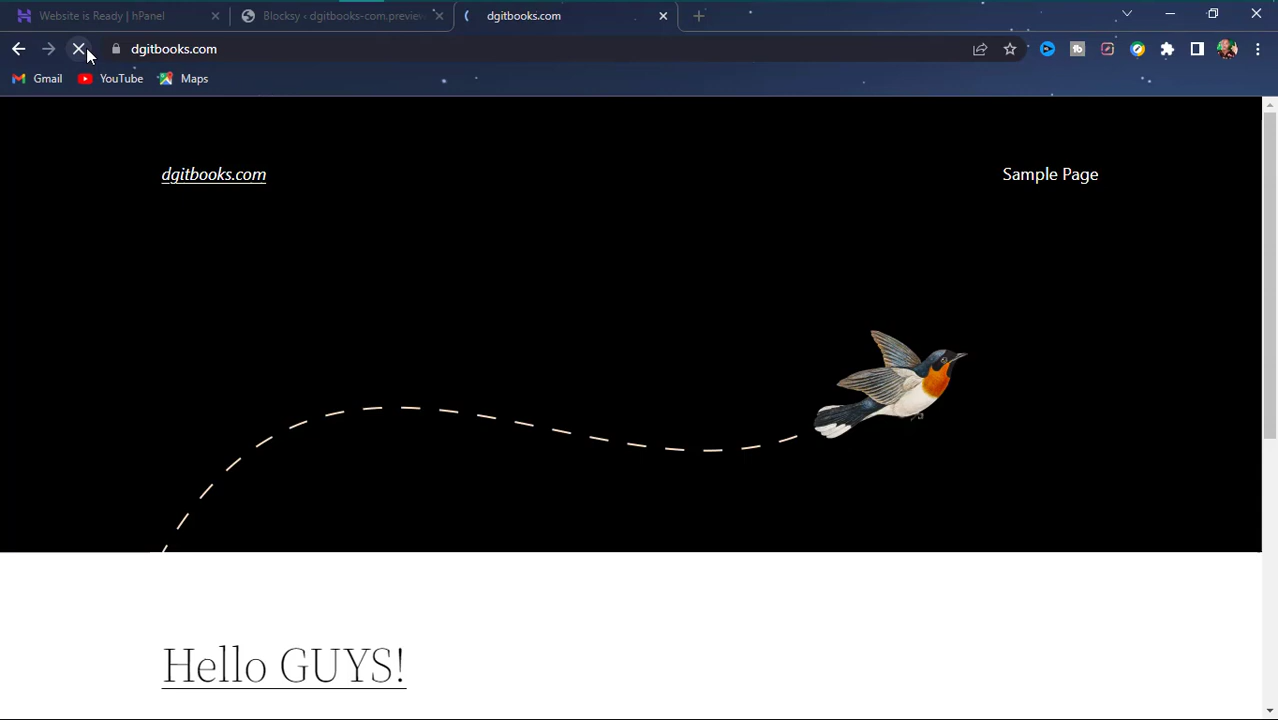 Website is Ready | hPanel
Blocksy ‹ dgitbooks-com.preview
dgitbooks.com
dgitbooks.com
Gmail
YouTube
Maps
dgitbooks.com
Sample Page
Hello GUYS!